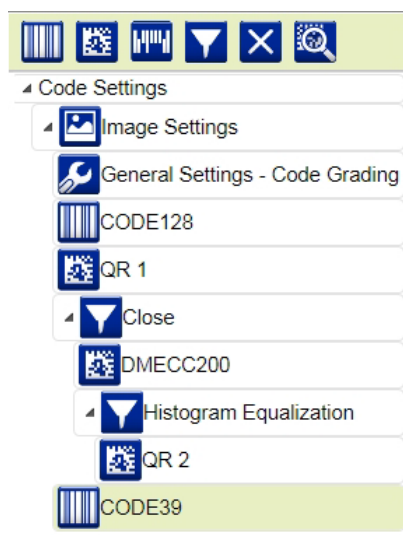 Code Settings
Image Settings
General Settings - Code Grading
CODE128
QR 1
Close
DMECC200
Histogram Equalization
QR 2
CODE39